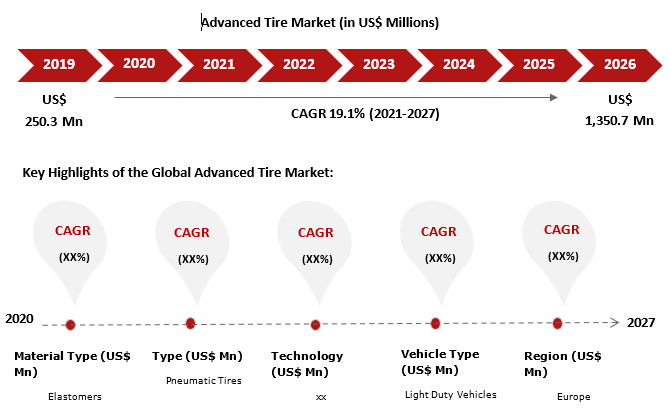 Advanced Tire Market (in US$ Millions)
2019 2020 2021 2022 2023 2024 2025 2026
US$
250.3 Mn
CAGR 19.1% (2021-2027)
US$
1,350.7 Mn
Key Highlights of the Global Advanced Tire Market:
CAGR CAGR CAGR CAGR CAGR
(XX%) (XX%) (XX%) (XX%) (XX%)
2020 2027
Material Type (US$
Mn)
Elastomers
Type (US$ Mn)
Pneumatic Tires
Technology
(US$ Mn)
xx
Vehicle Type
(US$ Mn)
Light Duty Vehicles
Region (US$
Mn)
Europe